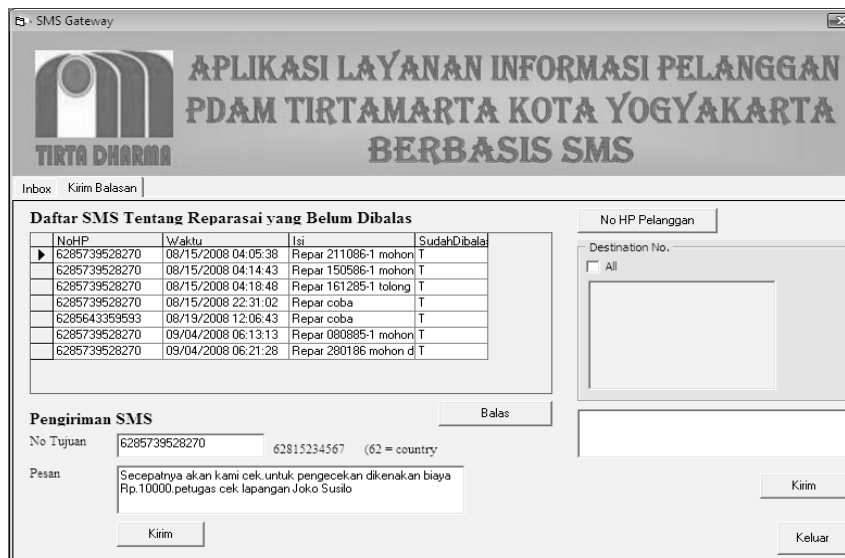 SMS Gateway
APLIKASI LAYANAN INFORMASI PELANGGAN
PDAM TIRTAMARTA KOTA YOGYAKARTA
BERBASIS SMS
TIRTA DHARMA
Inbox Kirim Balasan
Daftar SMS Tentang Reparasai yang Belum Dibalas
NoHP Waktu Isi SudahDibala
6285739528270 08/15/2008 04:05:38 Repar 211086-1 mohon T
6285739528270 08/15/2008 04:14:43 Repar 150586-1 mohon T
6285739528270 08/15/2008 04:18:48 Repar 161285-1 tolong T
6285739528270 08/15/2008 22:31:02 Repar coba T
6285643359593 08/19/2008 12:06:43 Repar coba T
6285739528270 09/04/2008 06:13:13 Repar 080885-1 mohon T
6285739528270 09/04/2008 06:21:28 Repar 280186 mohon d T
Balas
Pengiriman SMS
No Tujuan 6285739528270 62815234567 (62 = country
Pesan Secepatnya akan kami cek.untuk pengecekan dikenakan biaya
Rp.10000.petugas cek lapangan Joko Susilo
Kirim
No HP Pelanggan
Destination No.
All
Kirim
Keluar